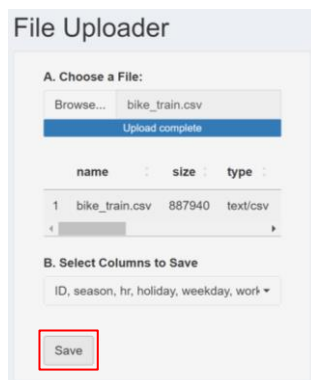 File Uploader
A. Choose a File:
Browse... bike_train.csv
Upload complete
name size type
1 bike_train.csv 887940 text/csv
B. Select Columns to Save
ID, season, hr, holiday, weekday, work
Save